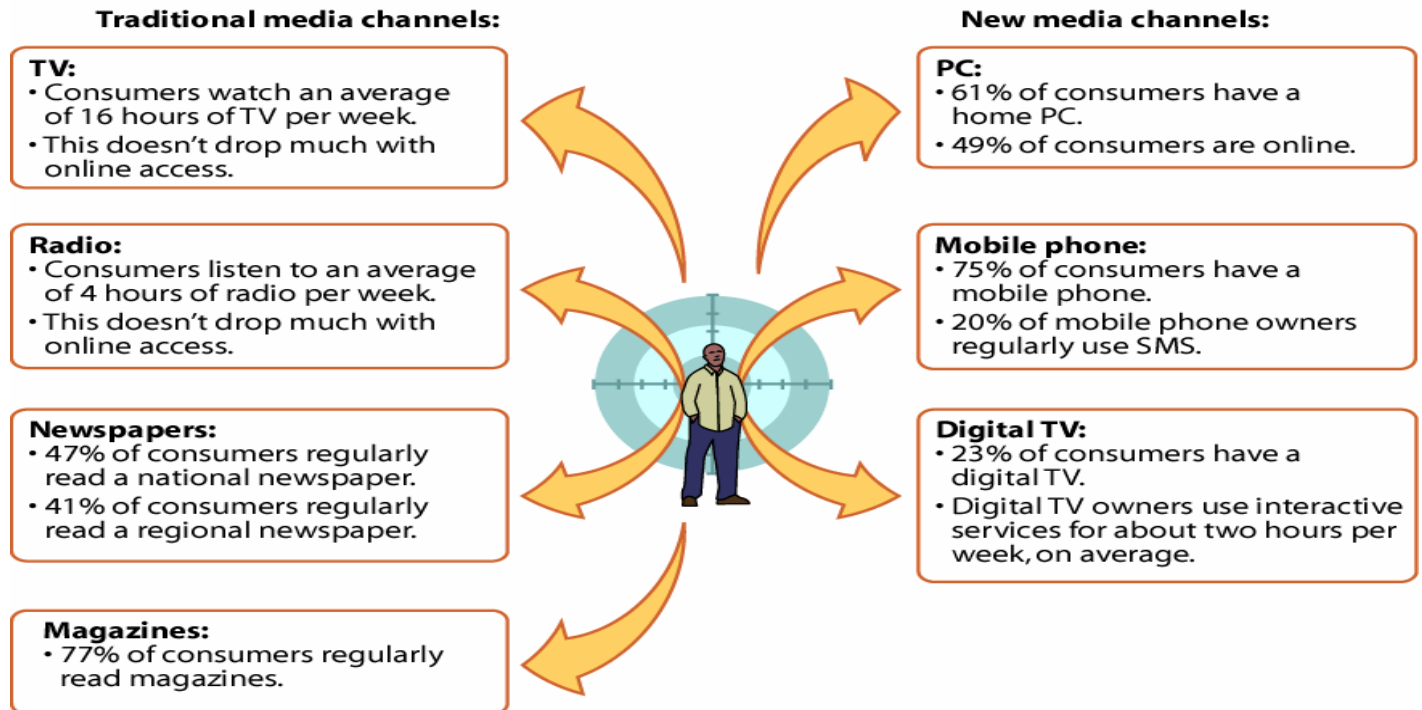 Traditional media channels:
TV:
• Consumers watch an average
of 16 hours of TV per week.
• This doesn't drop much with
online access.
Radio:
• Consumers listen to an average
of 4 hours of radio per week.
• This doesn't drop much with
online access.
Newspapers:
• 47% of consumers regularly
read a national newspaper.
• 41% of consumers regularly
read a regional newspaper.
Magazines:
• 77% of consumers regularly
read magazines.
New media channels:
PC:
• 61% of consumers have a
home PC.
• 49% of consumers are online.
Mobile phone:
• 75% of consumers have a
mobile phone.
• 20% of mobile phone owners
regularly use SMS.
Digital TV:
• 23% of consumers have a
digital TV.
• Digital TV owners use interactive
services for about two hours per
week, on average.